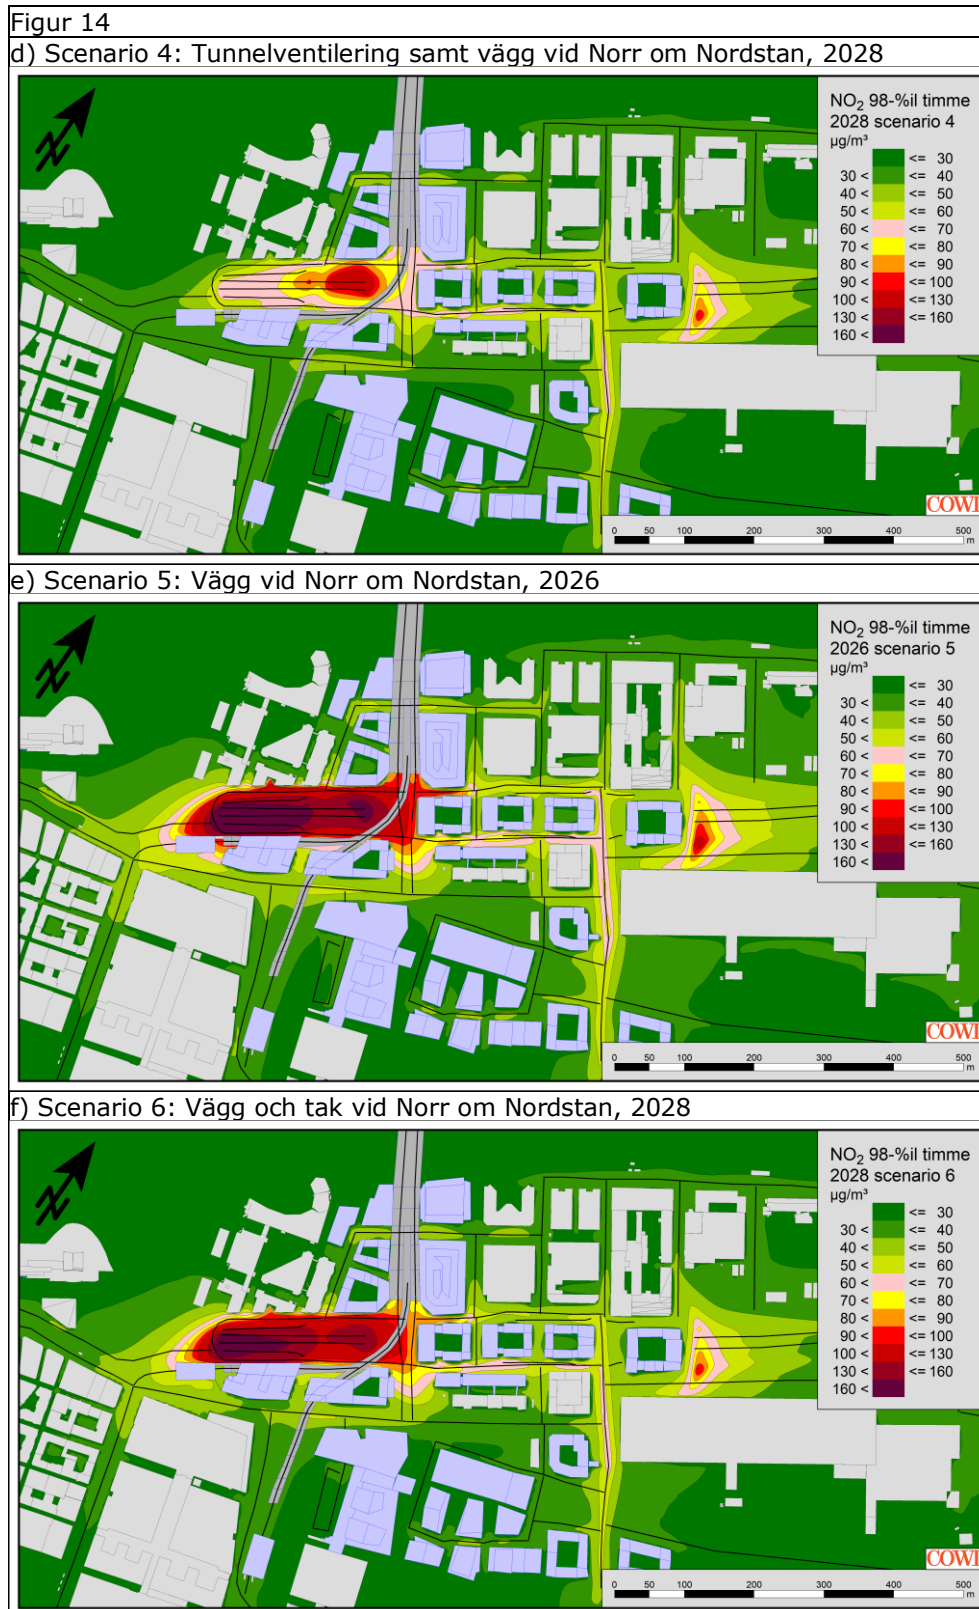 Figur 14
d) Scenario 4: Tunnelventilering samt vägg vid Norr om Nordstan, 2028
NO₂ 98-%il timme
2028 scenario 4
µg/m³
<= 30
30 < <= 40
40 < <= 50
50 < <= 60
60 < <= 70
70 < <= 80
80 < <= 90
90 < <= 100
100 < <= 130
130 < <= 160
160 <
N
COWI
0 50 100 200 300 400 500
m
e) Scenario 5: Vägg vid Norr om Nordstan, 2026
NO₂ 98-%il timme
2026 scenario 5
µg/m³
<= 30
30 < <= 40
40 < <= 50
50 < <= 60
60 < <= 70
70 < <= 80
80 < <= 90
90 < <= 100
100 < <= 130
130 < <= 160
160 <
N
COWI
0 50 100 200 300 400 500
m
f) Scenario 6: Vägg och tak vid Norr om Nordstan, 2028
NO₂ 98-%il timme
2028 scenario 6
µg/m³
<= 30
30 < <= 40
40 < <= 50
50 < <= 60
60 < <= 70
70 < <= 80
80 < <= 90
90 < <= 100
100 < <= 130
130 < <= 160
160 <
N
COWI
0 50 100 200 300 400 500
m